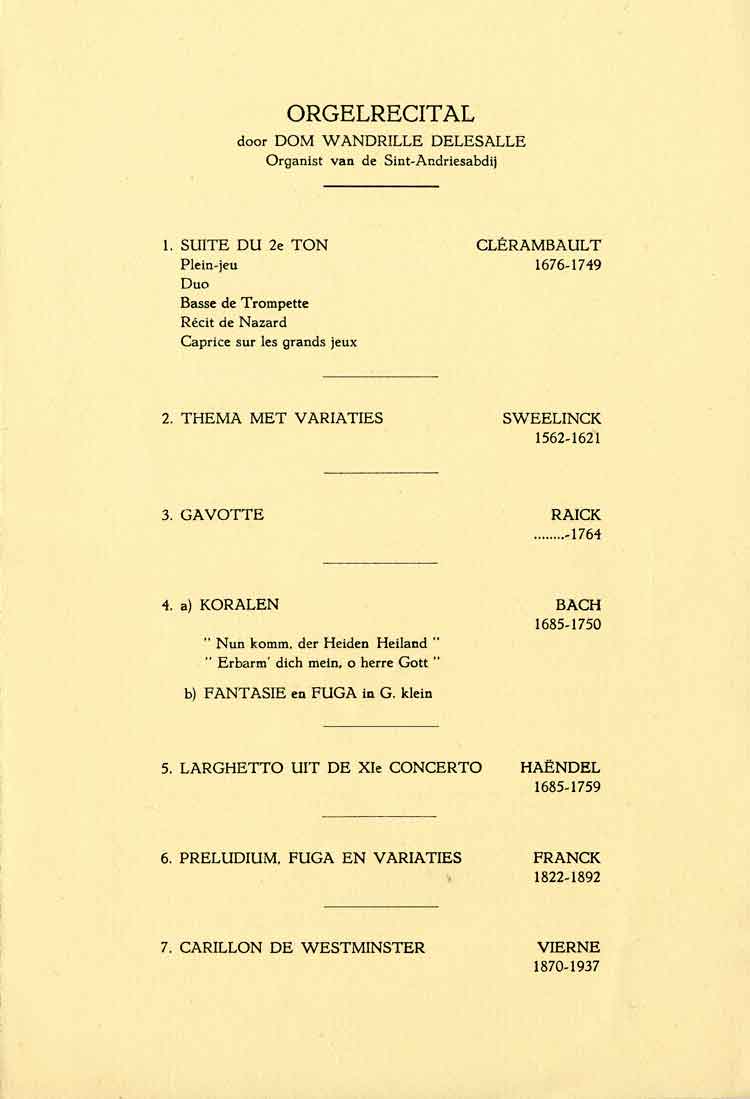 ORGELRECITAL
door DOM WANDRILLE DELESALLE
Organist van de Sint-Andriesabdij
1. SUITE DU 2e TON CLÉRAMBAULT
Plein-jeu 1676-1749
Duo
Basse de Trompette
Récit de Nazard
Caprice sur les grands jeux
2. THEMA MET VARIATIES SWEELINCK
1562-1621
3. GAVOTTE RAICK
........-1764
4. a) KORALEN BACH
1685-1750
" Nun komm, der Heiden Heiland "
" Erbarm' dich mein, o herre Gott "
b) FANTASIE en FUGA in G. klein
5. LARGHETTO UIT DE XIe CONCERTO HAËNDEL
1685-1759
6. PRELUDIUM, FUGA EN VARIATIES FRANCK
1822-1892
7. CARILLON DE WESTMINSTER VIERNE
1870-1937